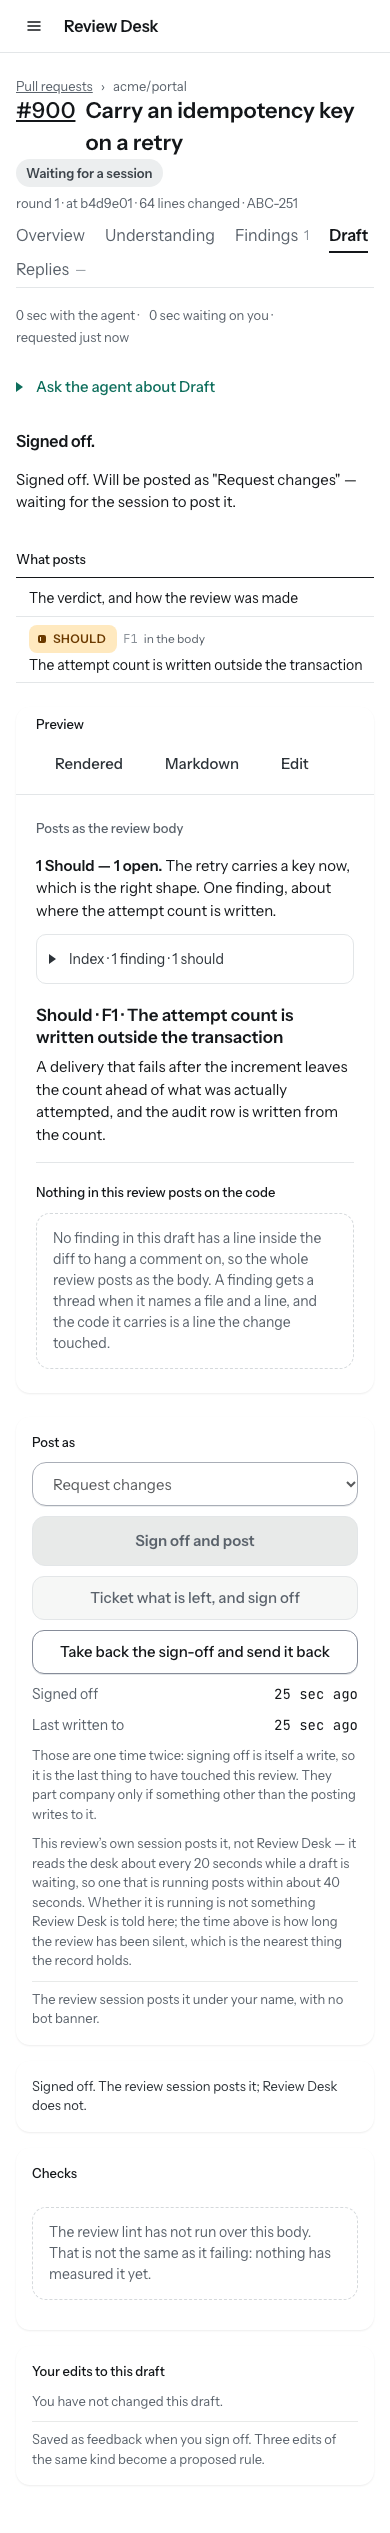 Review Desk
Pull requests › acme/portal
#900 Carry an idempotency key
on a retry
Waiting for a session
round 1 · at b4d9e01 · 64 lines changed · ABC-251
Overview Understanding Findings 1 Draft
Replies —
0 sec with the agent · 0 sec waiting on you ·
requested just now
Ask the agent about Draft
Signed off.
Signed off. Will be posted as "Request changes" —
waiting for the session to post it.
What posts
The verdict, and how the review was made
SHOULD F1 in the body
The attempt count is written outside the transaction
Preview
Rendered Markdown Edit
Posts as the review body
1 Should — 1 open. The retry carries a key now,
which is the right shape. One finding, about
where the attempt count is written.
Index · 1 finding · 1 should
Should · F1 · The attempt count is
written outside the transaction
A delivery that fails after the increment leaves
the count ahead of what was actually
attempted, and the audit row is written from
the count.
Nothing in this review posts on the code
No finding in this draft has a line inside the
diff to hang a comment on, so the whole
review posts as the body. A finding gets a
thread when it names a file and a line, and
the code it carries is a line the change
touched.
Post as
Request changes
Sign off and post
Ticket what is left, and sign off
Take back the sign-off and send it back
Signed off 25 sec ago
Last written to 25 sec ago
Those are one time twice: signing off is itself a write, so
it is the last thing to have touched this review. They
part company only if something other than the posting
writes to it.
This review's own session posts it, not Review Desk — it
reads the desk about every 20 seconds while a draft is
waiting, so one that is running posts within about 40
seconds. Whether it is running is not something
Review Desk is told here; the time above is how long
the review has been silent, which is the nearest thing
the record holds.
The review session posts it under your name, with no
bot banner.
Signed off. The review session posts it; Review Desk
does not.
Checks
The review lint has not run over this body.
That is not the same as it failing: nothing has
measured it yet.
Your edits to this draft
You have not changed this draft.
Saved as feedback when you sign off. Three edits of
the same kind become a proposed rule.